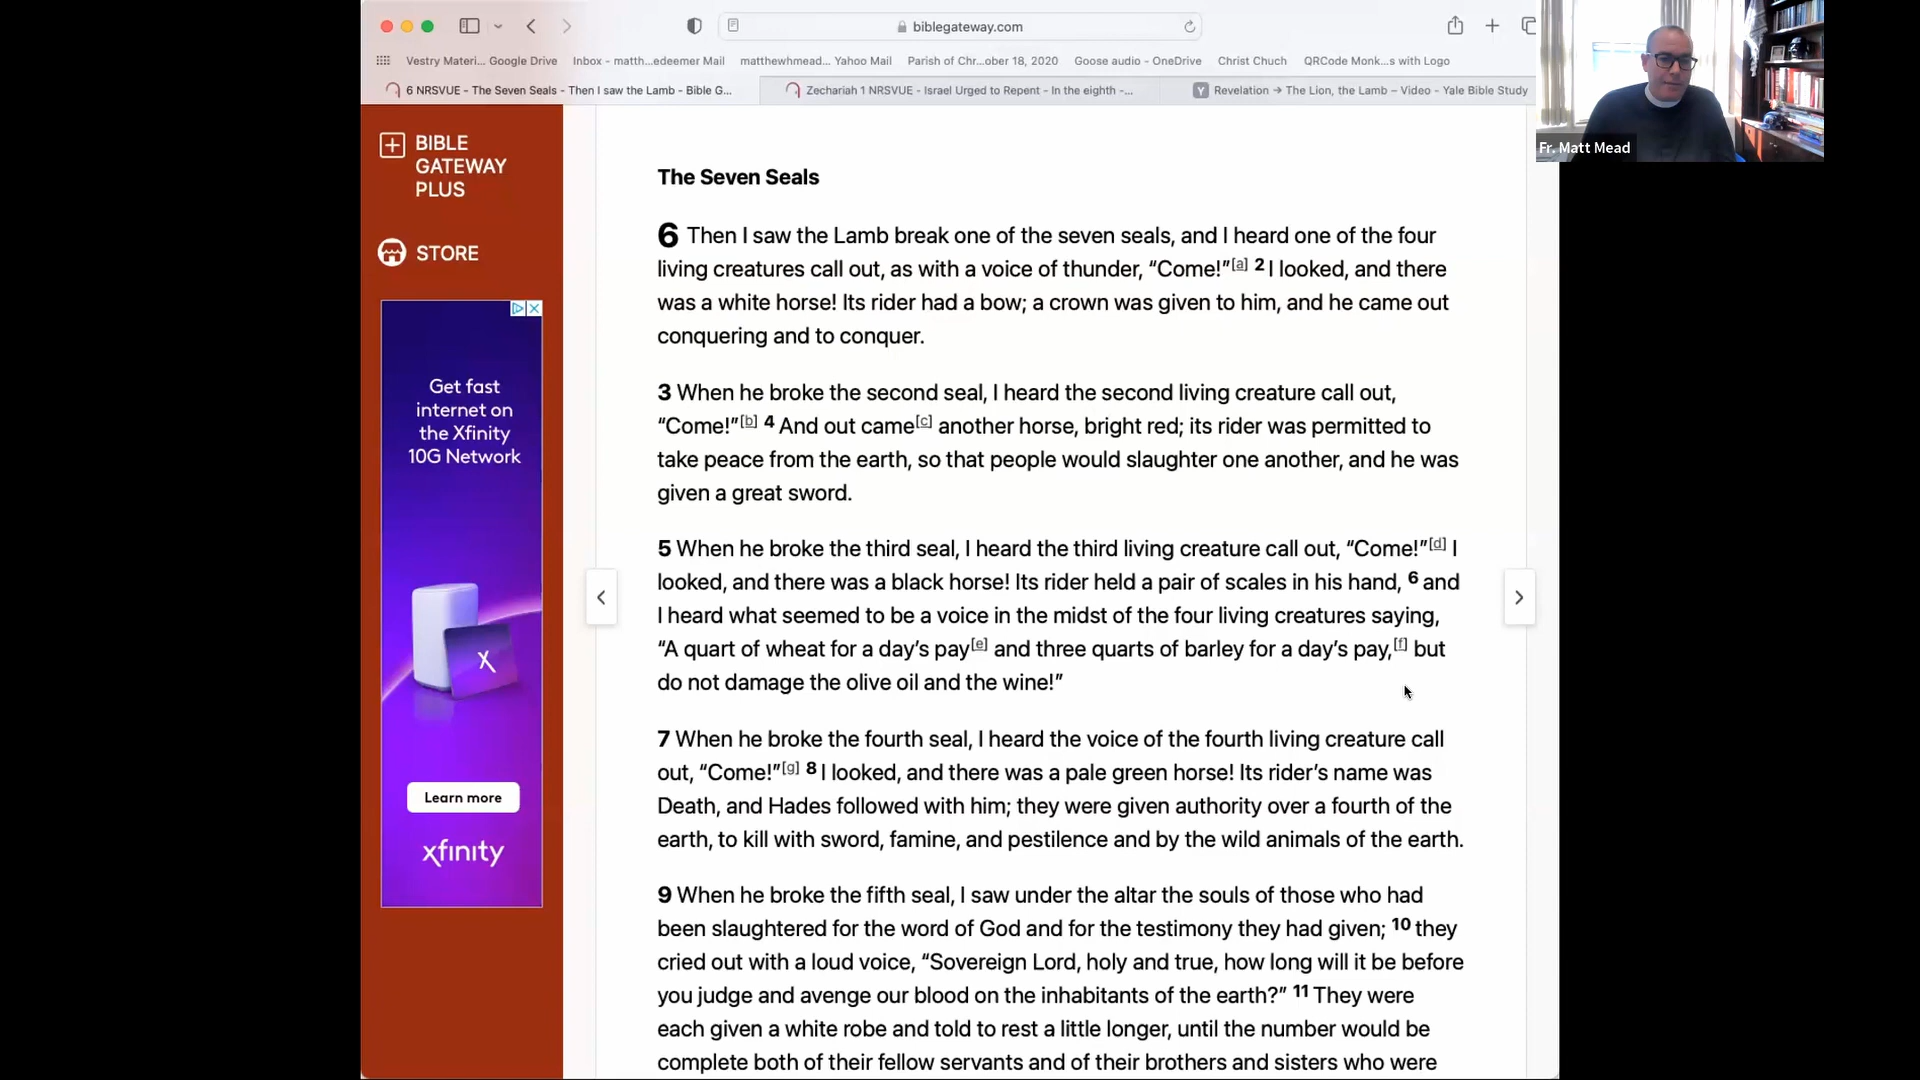 biblegateway.com
Vestry Materi... Google Drive
Inbox - matth...edeemer Mail
matthewhmead... Yahoo Mail
Parish of Chr...ober 18, 2020
Goose audio - OneDrive
Christ Chuch
QRCode Monk...s with Logo
6 NRSVUE - The Seven Seals - Then I saw the Lamb - Bible G...
Zechariah 1 NRSVUE - Israel Urged to Repent - In the eighth -...
Y Revelation → The Lion, the Lamb – Video – Yale Bible Study
Fr. Matt Mead
BIBLE
GATEWAY
PLUS
STORE
Get fast
internet on
the Xfinity
10G Network
X
Learn more
xfinity
The Seven Seals
6 Then I saw the Lamb break one of the seven seals, and I heard one of the four
living creatures call out, as with a voice of thunder, “Come!”[a] 2 I looked, and there
was a white horse! Its rider had a bow; a crown was given to him, and he came out
conquering and to conquer.
3 When he broke the second seal, I heard the second living creature call out,
“Come!”[b] 4 And out came[c] another horse, bright red; its rider was permitted to
take peace from the earth, so that people would slaughter one another, and he was
given a great sword.
5 When he broke the third seal, I heard the third living creature call out, “Come!”[d] I
looked, and there was a black horse! Its rider held a pair of scales in his hand, 6 and
I heard what seemed to be a voice in the midst of the four living creatures saying,
“A quart of wheat for a day’s pay[e] and three quarts of barley for a day’s pay,[f] but
do not damage the olive oil and the wine!”
7 When he broke the fourth seal, I heard the voice of the fourth living creature call
out, “Come!”[g] 8 I looked, and there was a pale green horse! Its rider’s name was
Death, and Hades followed with him; they were given authority over a fourth of the
earth, to kill with sword, famine, and pestilence and by the wild animals of the earth.
9 When he broke the fifth seal, I saw under the altar the souls of those who had
been slaughtered for the word of God and for the testimony they had given; 10 they
cried out with a loud voice, “Sovereign Lord, holy and true, how long will it be before
you judge and avenge our blood on the inhabitants of the earth?” 11 They were
each given a white robe and told to rest a little longer, until the number would be
complete both of their fellow servants and of their brothers and sisters who were